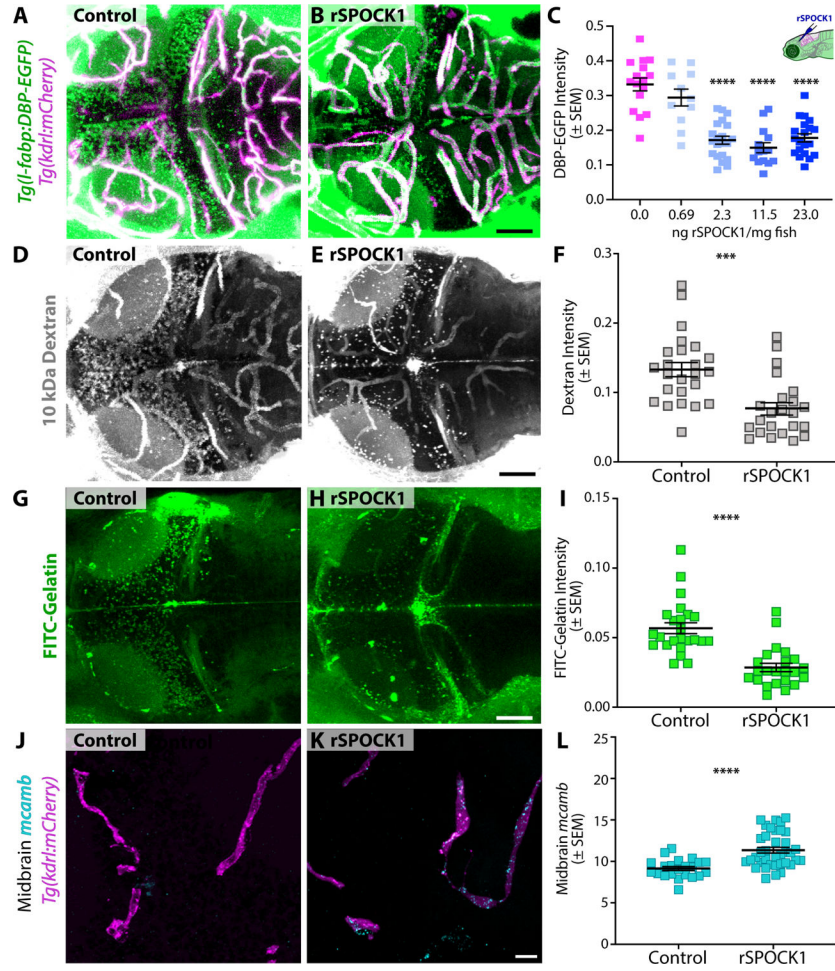 A
Control
B
rSPOCK1
C
rSPOCK1
Tg(l-fabp:DBP-EGFP)
Tg(kdrl:mCherry)
DBP-EGFP Intensity
(± SEM)
0.5
0.4
0.3
0.2
0.1
0.0
**** **** ****
0.0 0.69 2.3 11.5 23.0
ng rSPOCK1/mg fish
D
Control
E
rSPOCK1
F
10 kDa Dextran
Dextran Intensity
(± SEM)
0.3
0.2
0.1
0.0
***
Control rSPOCK1
G
Control
H
rSPOCK1
I
FITC-Gelatin
FITC-Gelatin Intensity
(± SEM)
0.15
0.10
0.05
0.00
****
Control rSPOCK1
J
Control
K
rSPOCK1
L
Midbrain mcamb
Tg(kdrl:mCherry)
Midbrain mcamb
(± SEM)
25
20
15
10
5
0
****
Control rSPOCK1